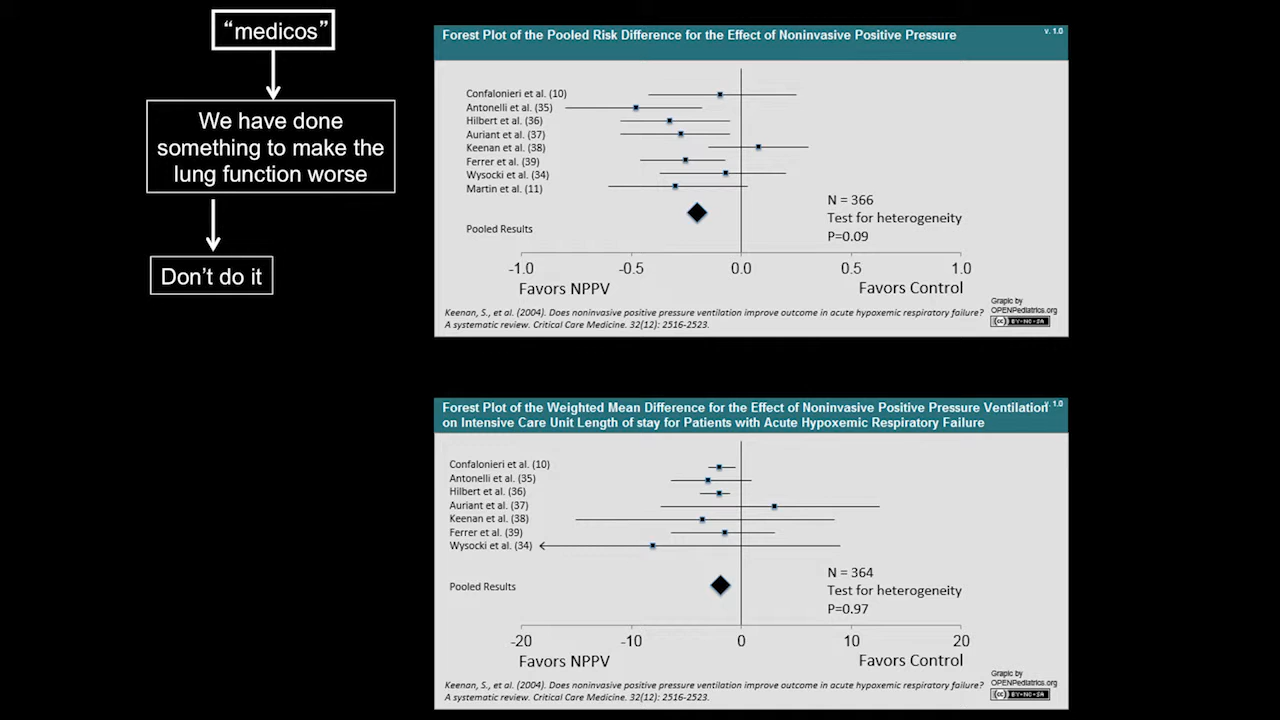 “medicos”
We have done
something to make the
lung function worse
Don’t do it
Forest Plot of the Pooled Risk Difference for the Effect of Noninvasive Positive Pressure
v. 1.0
Confalonieri et al. (10)
Antonelli et al. (35)
Hilbert et al. (36)
Auriant et al. (37)
Keenan et al. (38)
Ferrer et al. (39)
Wysocki et al. (34)
Martin et al. (11)
Pooled Results
N = 366
Test for heterogeneity
P=0.09
-1.0 -0.5 0.0 0.5 1.0
Favors NPPV Favors Control
Keenan, S., et al. (2004). Does noninvasive positive pressure ventilation improve outcome in acute hypoxemic respiratory failure?
A systematic review. Critical Care Medicine. 32(12): 2516-2523.
Grapic by
OPENPediatrics.org
(cc) BY-NC-SA
Forest Plot of the Weighted Mean Difference for the Effect of Noninvasive Positive Pressure Ventilation
v. 1.0
on Intensive Care Unit Length of stay for Patients with Acute Hypoxemic Respiratory Failure
Confalonieri et al. (10)
Antonelli et al. (35)
Hilbert et al. (36)
Auriant et al. (37)
Keenan et al. (38)
Ferrer et al. (39)
Wysocki et al. (34)
Pooled Results
N = 364
Test for heterogeneity
P=0.97
-20 -10 0 10 20
Favors NPPV Favors Control
Keenan, S., et al. (2004). Does noninvasive positive pressure ventilation improve outcome in acute hypoxemic respiratory failure?
A systematic review. Critical Care Medicine. 32(12): 2516-2523.
Grapic by
OPENPediatrics.org
(cc) BY-NC-SA